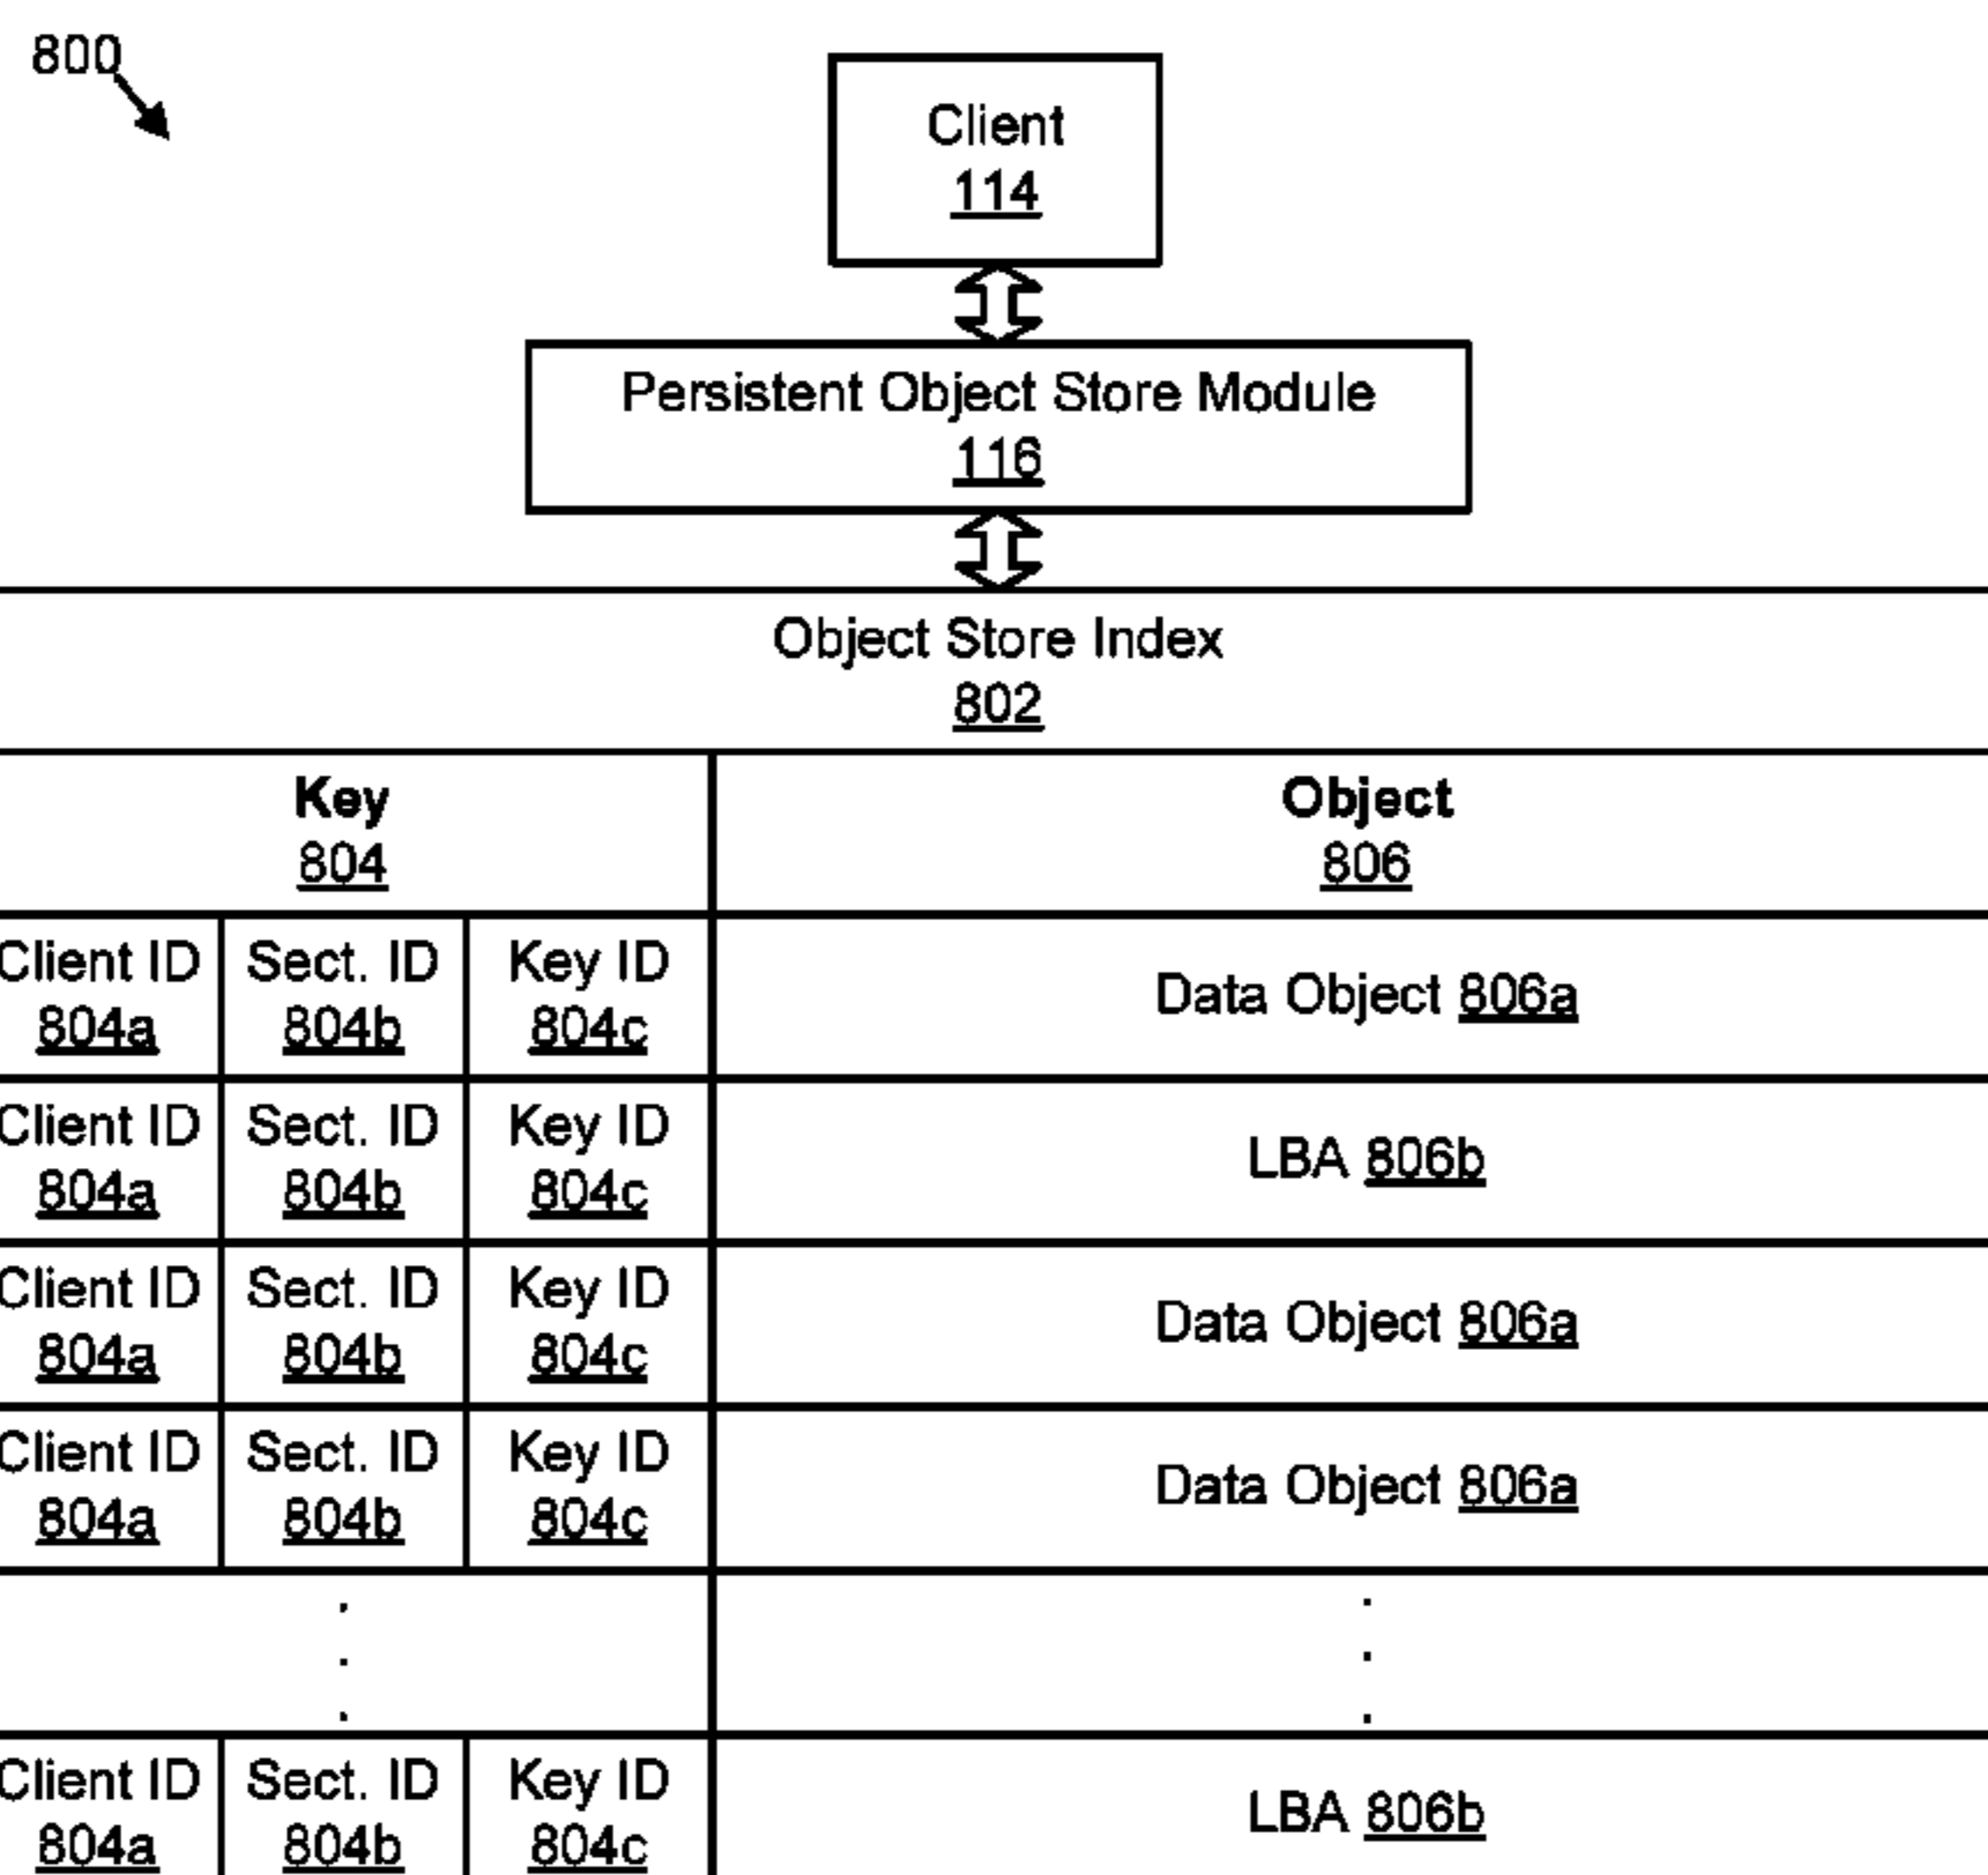 800
Client
114
Persistent Object Store Module
116
Object Store Index
802
Key
804
Object
806
Client ID
804a
Sect. ID
804b
Key ID
804c
Data Object 806a
Client ID
804a
Sect. ID
804b
Key ID
804c
LBA 806b
Client ID
804a
Sect. ID
804b
Key ID
804c
Data Object 806a
Client ID
804a
Sect. ID
804b
Key ID
804c
Data Object 806a
Client ID
804a
Sect. ID
804b
Key ID
804c
LBA 806b